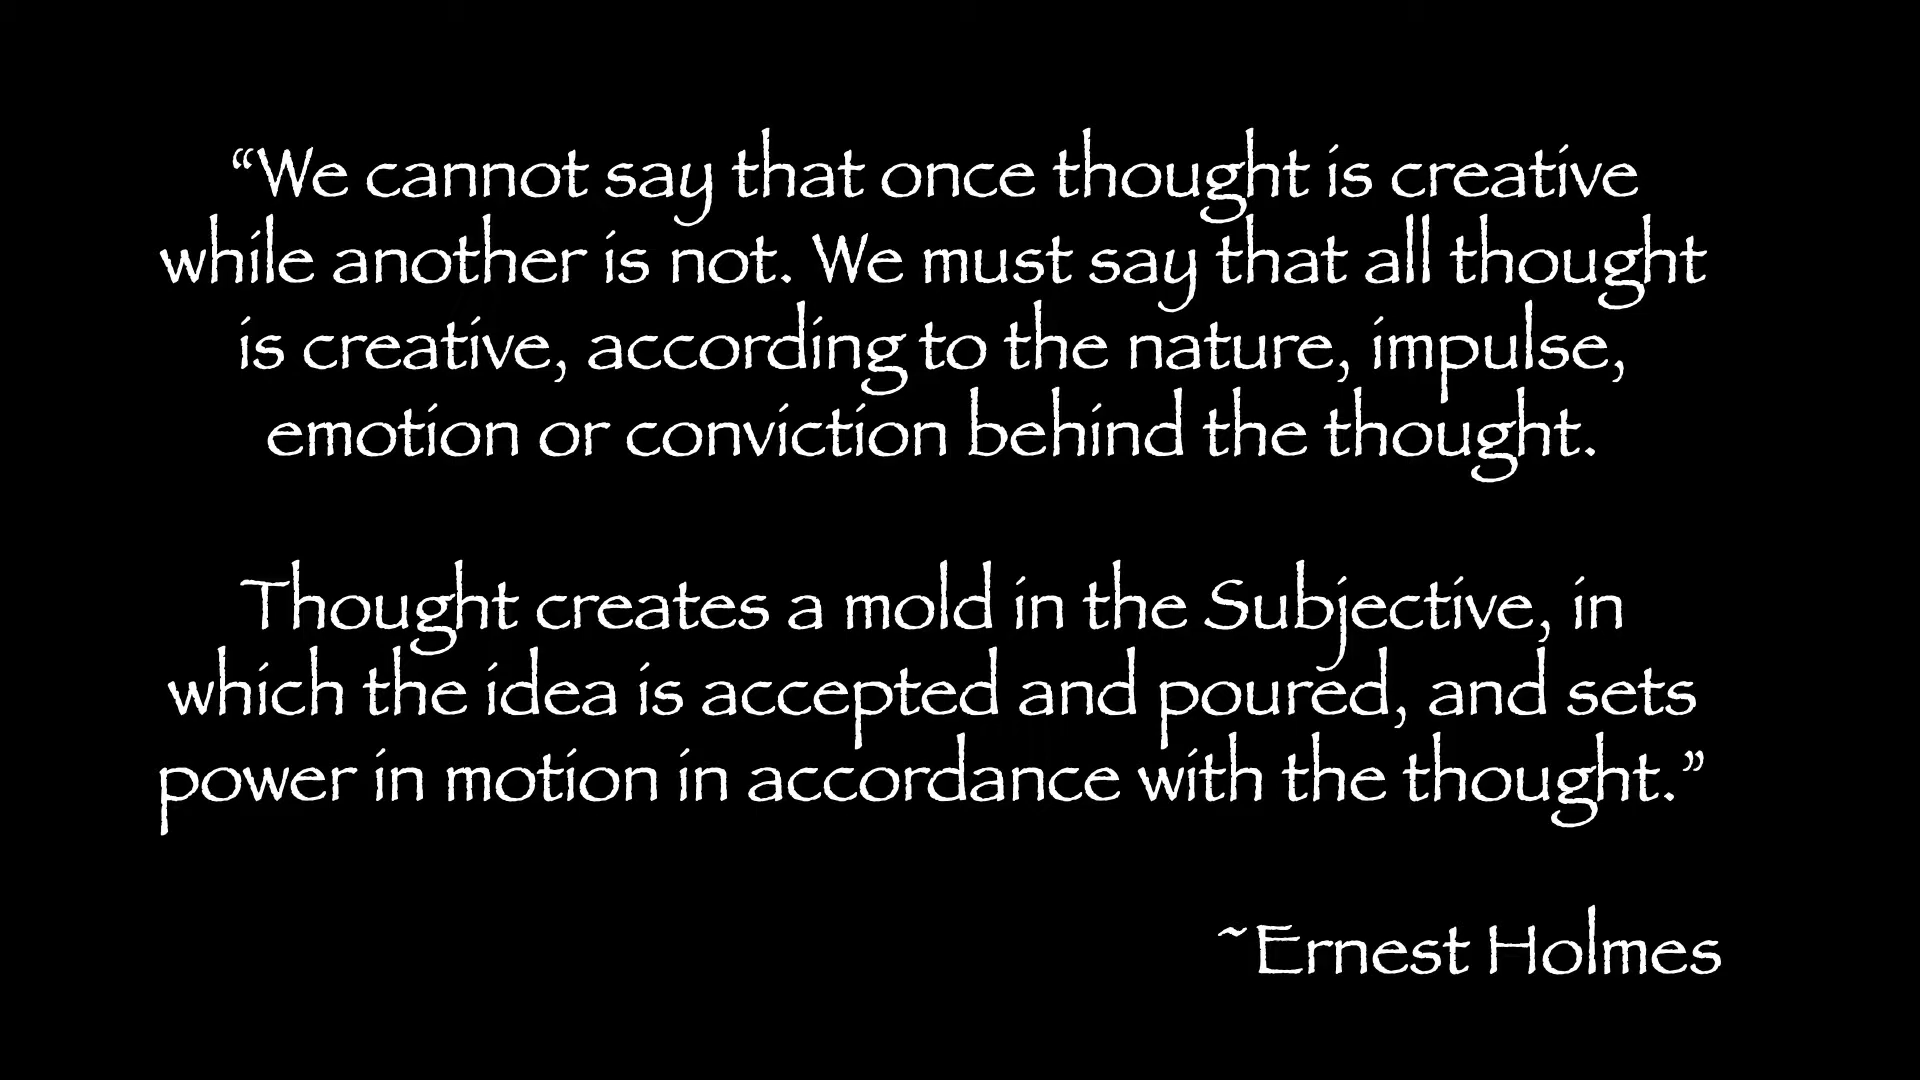 “We cannot say that once thought is creative
while another is not. We must say that all thought
is creative, according to the nature, impulse,
emotion or conviction behind the thought.
Thought creates a mold in the Subjective, in
which the idea is accepted and poured, and sets
power in motion in accordance with the thought.”
~Ernest Holmes